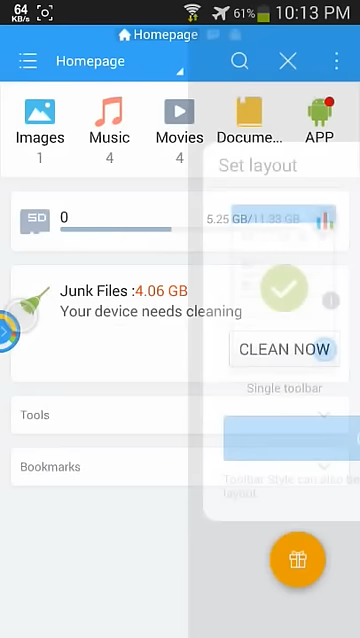 64 KB/s 61% 10:13 PM
Homepage
Homepage
Images Music Movies Docume... APP
1 4 4
Set layout
SD 0 5.25 GB/11.33 GB
Junk Files :4.06 GB
Your device needs cleaning
CLEAN NOW
Single toolbar
Tools
Bookmarks
Toolbar Style can also be
layout.